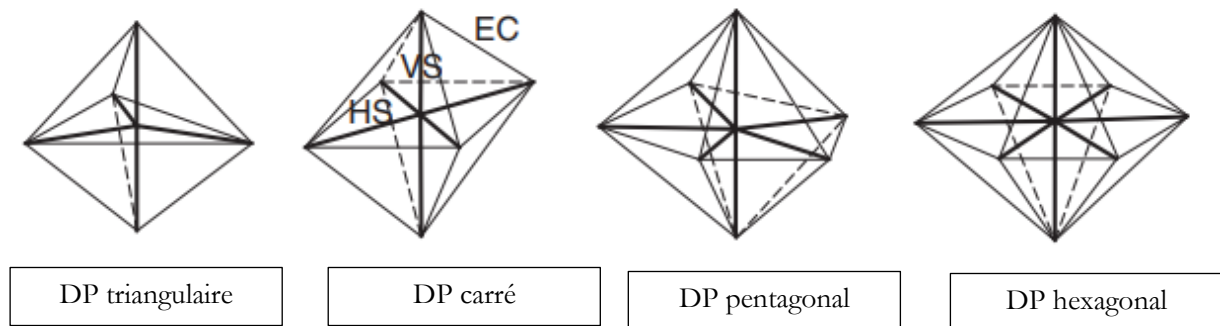 EC
VS
HS
DP triangulaire
DP carré
DP pentagonal
DP hexagonal